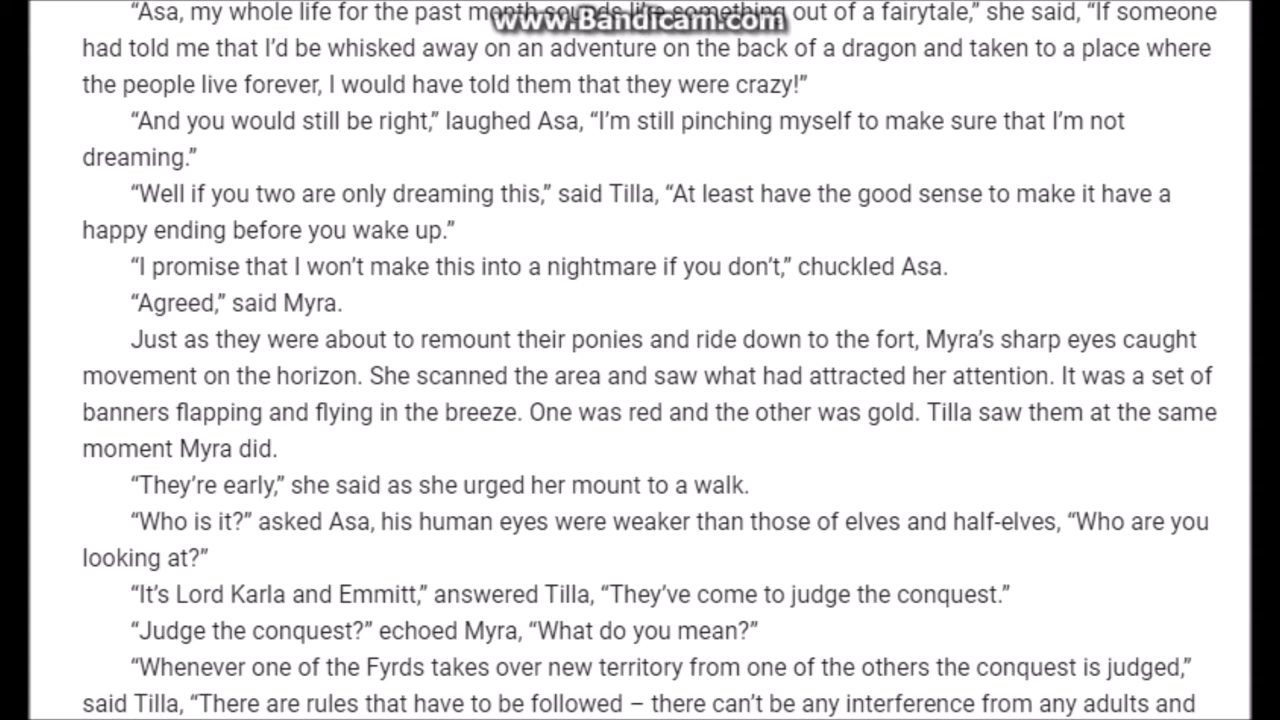 “Asa, my whole life for the past month sounds like something out of a fairytale,” she said, “If someone
www.Bandicam.com
had told me that I’d be whisked away on an adventure on the back of a dragon and taken to a place where
the people live forever, I would have told them that they were crazy!”
“And you would still be right,” laughed Asa, “I’m still pinching myself to make sure that I’m not
dreaming.”
“Well if you two are only dreaming this,” said Tilla, “At least have the good sense to make it have a
happy ending before you wake up.”
“I promise that I won’t make this into a nightmare if you don’t,” chuckled Asa.
“Agreed,” said Myra.
Just as they were about to remount their ponies and ride down to the fort, Myra’s sharp eyes caught
movement on the horizon. She scanned the area and saw what had attracted her attention. It was a set of
banners flapping and flying in the breeze. One was red and the other was gold. Tilla saw them at the same
moment Myra did.
“They’re early,” she said as she urged her mount to a walk.
“Who is it?” asked Asa, his human eyes were weaker than those of elves and half-elves, “Who are you
looking at?”
“It’s Lord Karla and Emmitt,” answered Tilla, “They’ve come to judge the conquest.”
“Judge the conquest?” echoed Myra, “What do you mean?”
“Whenever one of the Fyrds takes over new territory from one of the others the conquest is judged,”
said Tilla, “There are rules that have to be followed – there can’t be any interference from any adults and